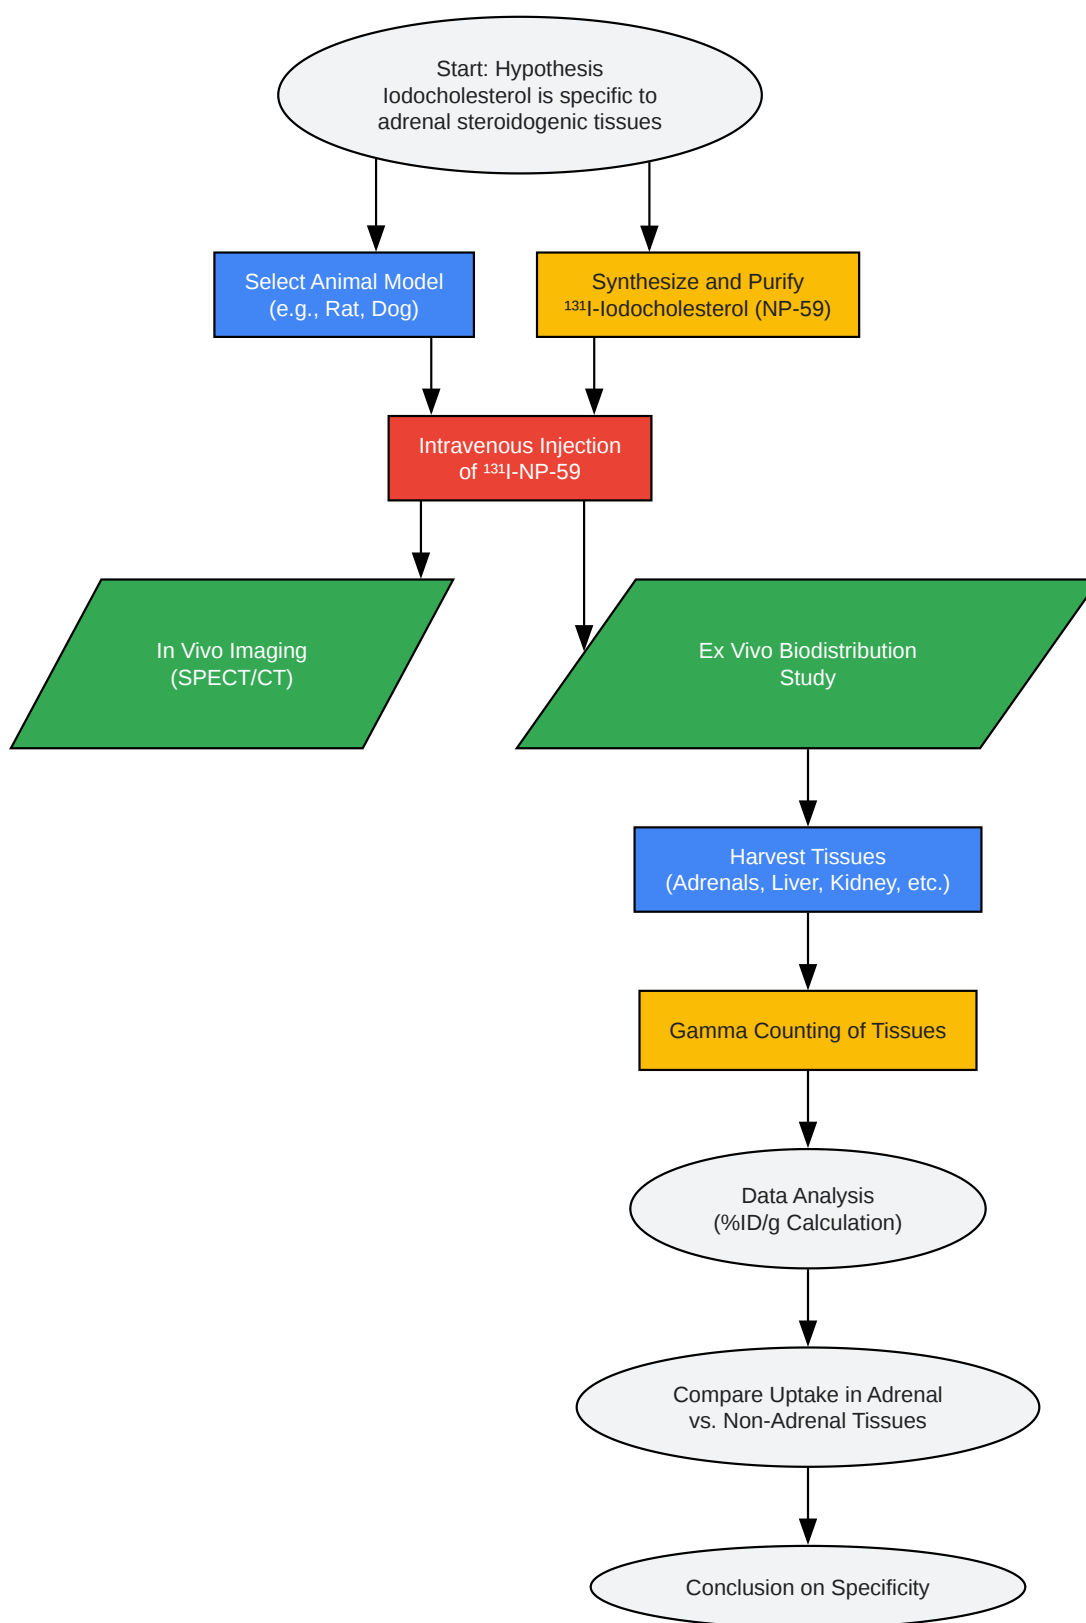 Start: Hypothesis
Iodocholesterol is specific to
adrenal steroidogenic tissues
Select Animal Model
(e.g., Rat, Dog)
Synthesize and Purify
¹³¹I-Iodocholesterol (NP-59)
Intravenous Injection
of ¹³¹I-NP-59
In Vivo Imaging
(SPECT/CT)
Ex Vivo Biodistribution
Study
Harvest Tissues
(Adrenals, Liver, Kidney, etc.)
Gamma Counting of Tissues
Data Analysis
(%ID/g Calculation)
Compare Uptake in Adrenal
vs. Non-Adrenal Tissues
Conclusion on Specificity